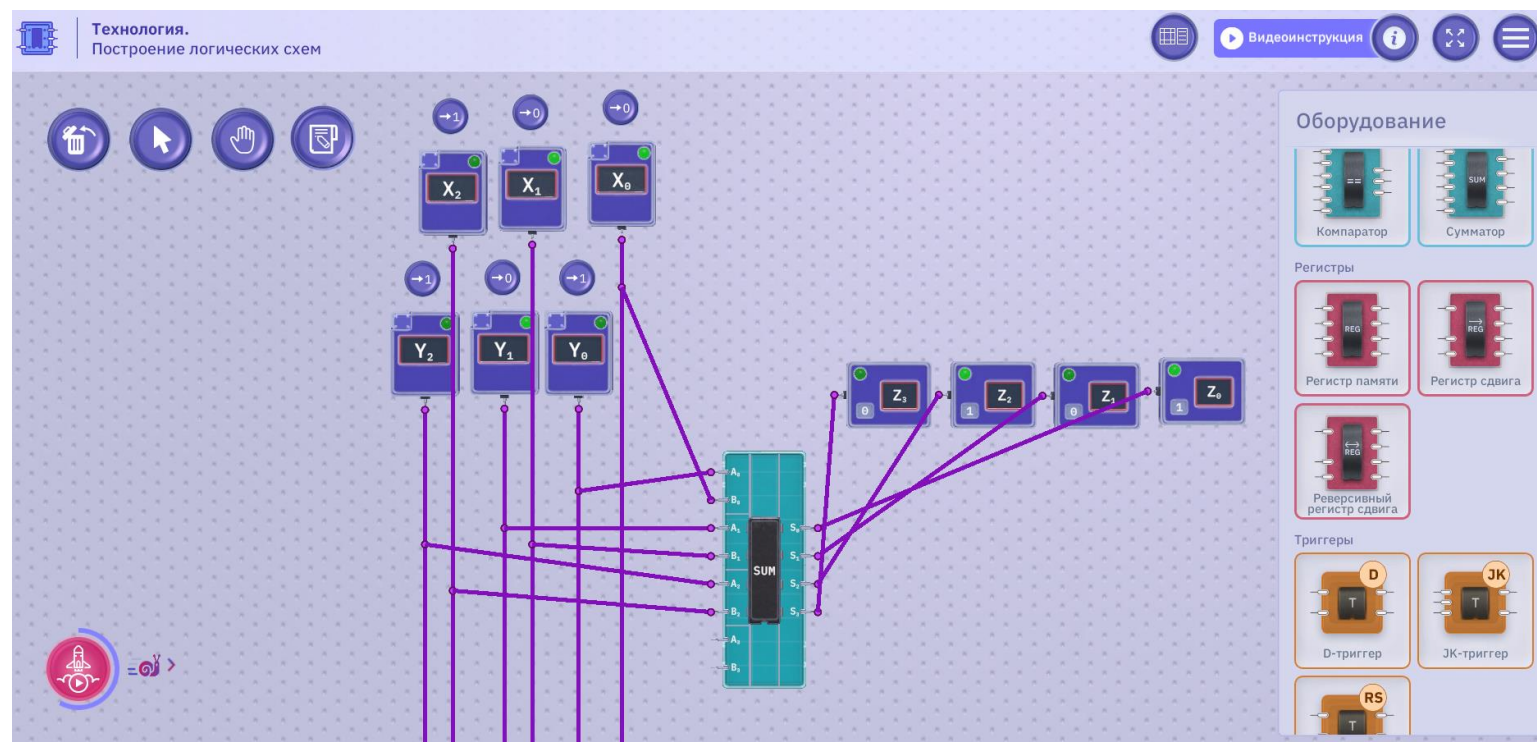 Технология.
Построение логических схем
Видеоинструкция
i
→1
→0
→0
X₂
X₁
X₀
→1
→0
→1
Y₂
Y₁
Y₀
Z₃
0
Z₂
1
Z₁
0
Z₀
1
A₀
B₀
A₁
S₀
B₁
S₁
SUM
A₂
S₂
B₂
S₃
A₃
B₃
Оборудование
==
SUM
Компаратор
Сумматор
Регистры
REG
REG
Регистр памяти
Регистр сдвига
REG
Реверсивный
регистр сдвига
Триггеры
D
T
JK
T
D-триггер
JK-триггер
RS
T